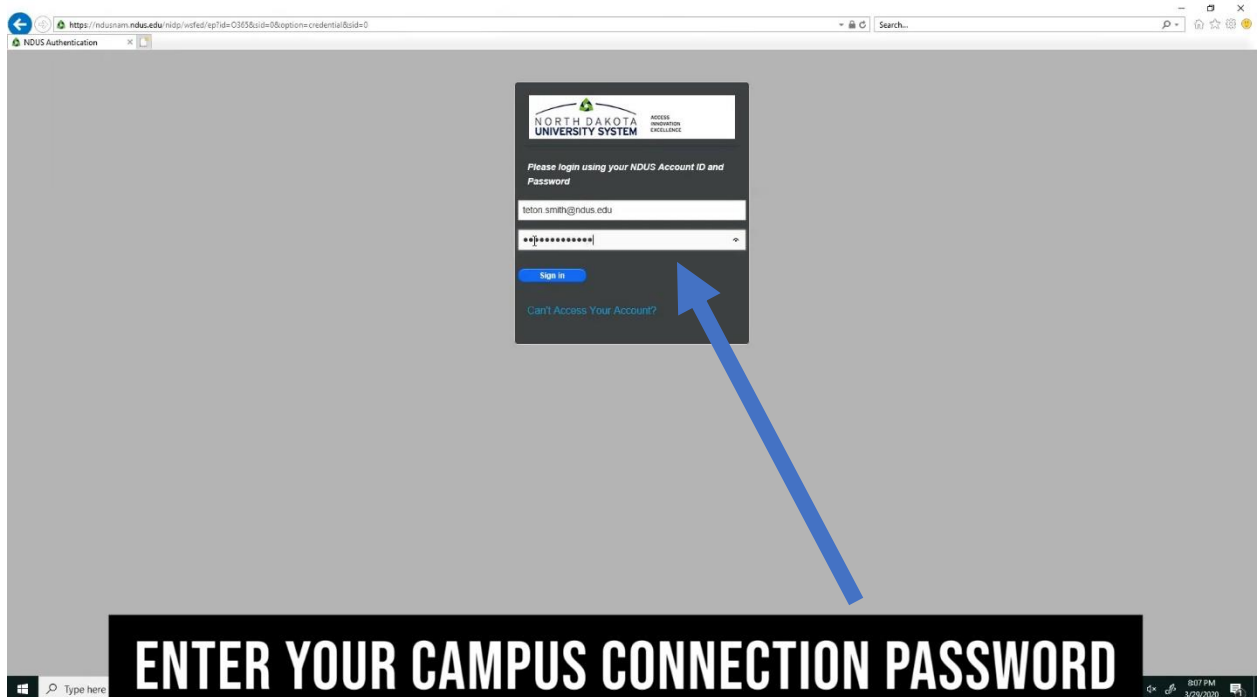 https://ndusnam.ndus.edu/nidp/wsfed/ep?id=O365&sid=0&option=credential&sid=0
Search...
NDUS Authentication
NORTH DAKOTA
UNIVERSITY SYSTEM
ACCESS
INNOVATION
EXCELLENCE
Please login using your NDUS Account ID and
Password
teton.smith@ndus.edu
Sign in
Can't Access Your Account?
ENTER YOUR CAMPUS CONNECTION PASSWORD
Type here
8:07 PM
3/29/2020